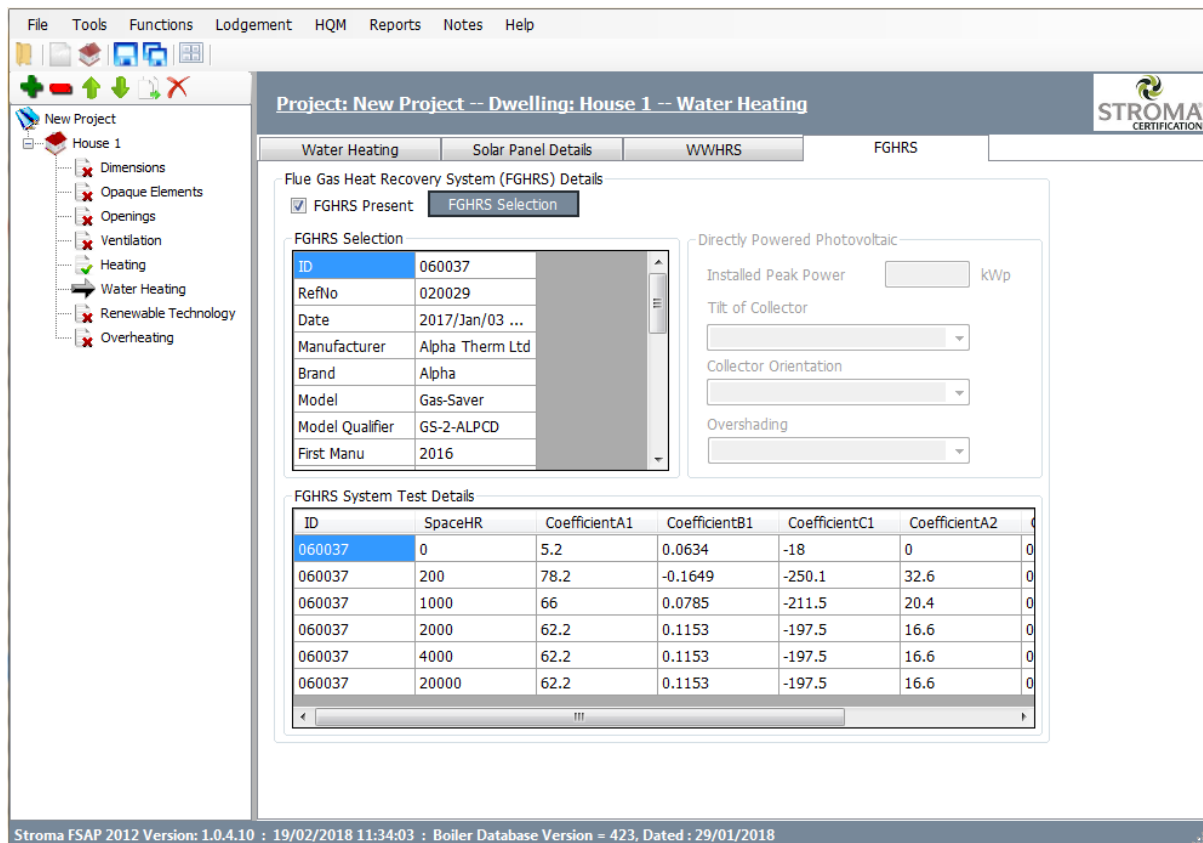 File Tools Functions Lodgement HQM Reports Notes Help
New Project
House 1
Dimensions
Opaque Elements
Openings
Ventilation
Heating
Water Heating
Renewable Technology
Overheating
Project: New Project -- Dwelling: House 1 -- Water Heating
STROMA
CERTIFICATION
Water Heating Solar Panel Details WWHRS FGHRS
Flue Gas Heat Recovery System (FGHRS) Details
FGHRS Present FGHRS Selection
FGHRS Selection
ID 060037
RefNo 020029
Date 2017/Jan/03 ...
Manufacturer Alpha Therm Ltd
Brand Alpha
Model Gas-Saver
Model Qualifier GS-2-ALPCD
First Manu 2016
Directly Powered Photovoltaic
Installed Peak Power kWp
Tilt of Collector
Collector Orientation
Overshading
FGHRS System Test Details
ID SpaceHR CoefficientA1 CoefficientB1 CoefficientC1 CoefficientA2
060037 0 5.2 0.0634 -18 0 0
060037 200 78.2 -0.1649 -250.1 32.6 0
060037 1000 66 0.0785 -211.5 20.4 0
060037 2000 62.2 0.1153 -197.5 16.6 0
060037 4000 62.2 0.1153 -197.5 16.6 0
060037 20000 62.2 0.1153 -197.5 16.6 0
Stroma FSAP 2012 Version: 1.0.4.10 : 19/02/2018 11:34:03 : Boiler Database Version = 423, Dated : 29/01/2018